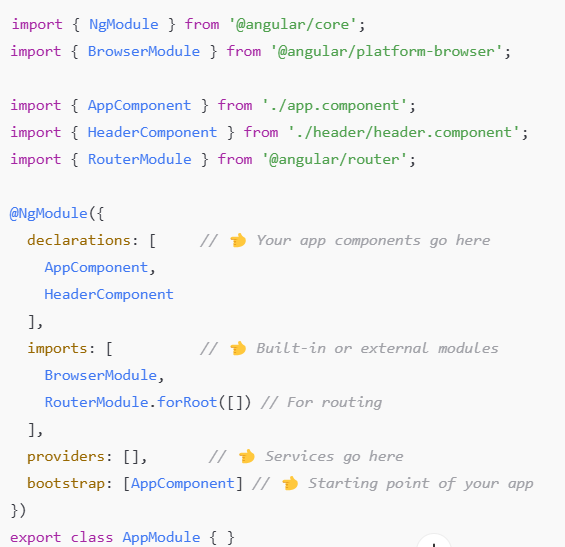 import { NgModule } from '@angular/core';
import { BrowserModule } from '@angular/platform-browser';

import { AppComponent } from './app.component';
import { HeaderComponent } from './header/header.component';
import { RouterModule } from '@angular/router';

@NgModule({
  declarations: [     // 👈 Your app components go here
    AppComponent,
    HeaderComponent
  ],
  imports: [          // 👈 Built-in or external modules
    BrowserModule,
    RouterModule.forRoot([]) // For routing
  ],
  providers: [],       // 👈 Services go here
  bootstrap: [AppComponent] // 👈 Starting point of your app
})
export class AppModule { }